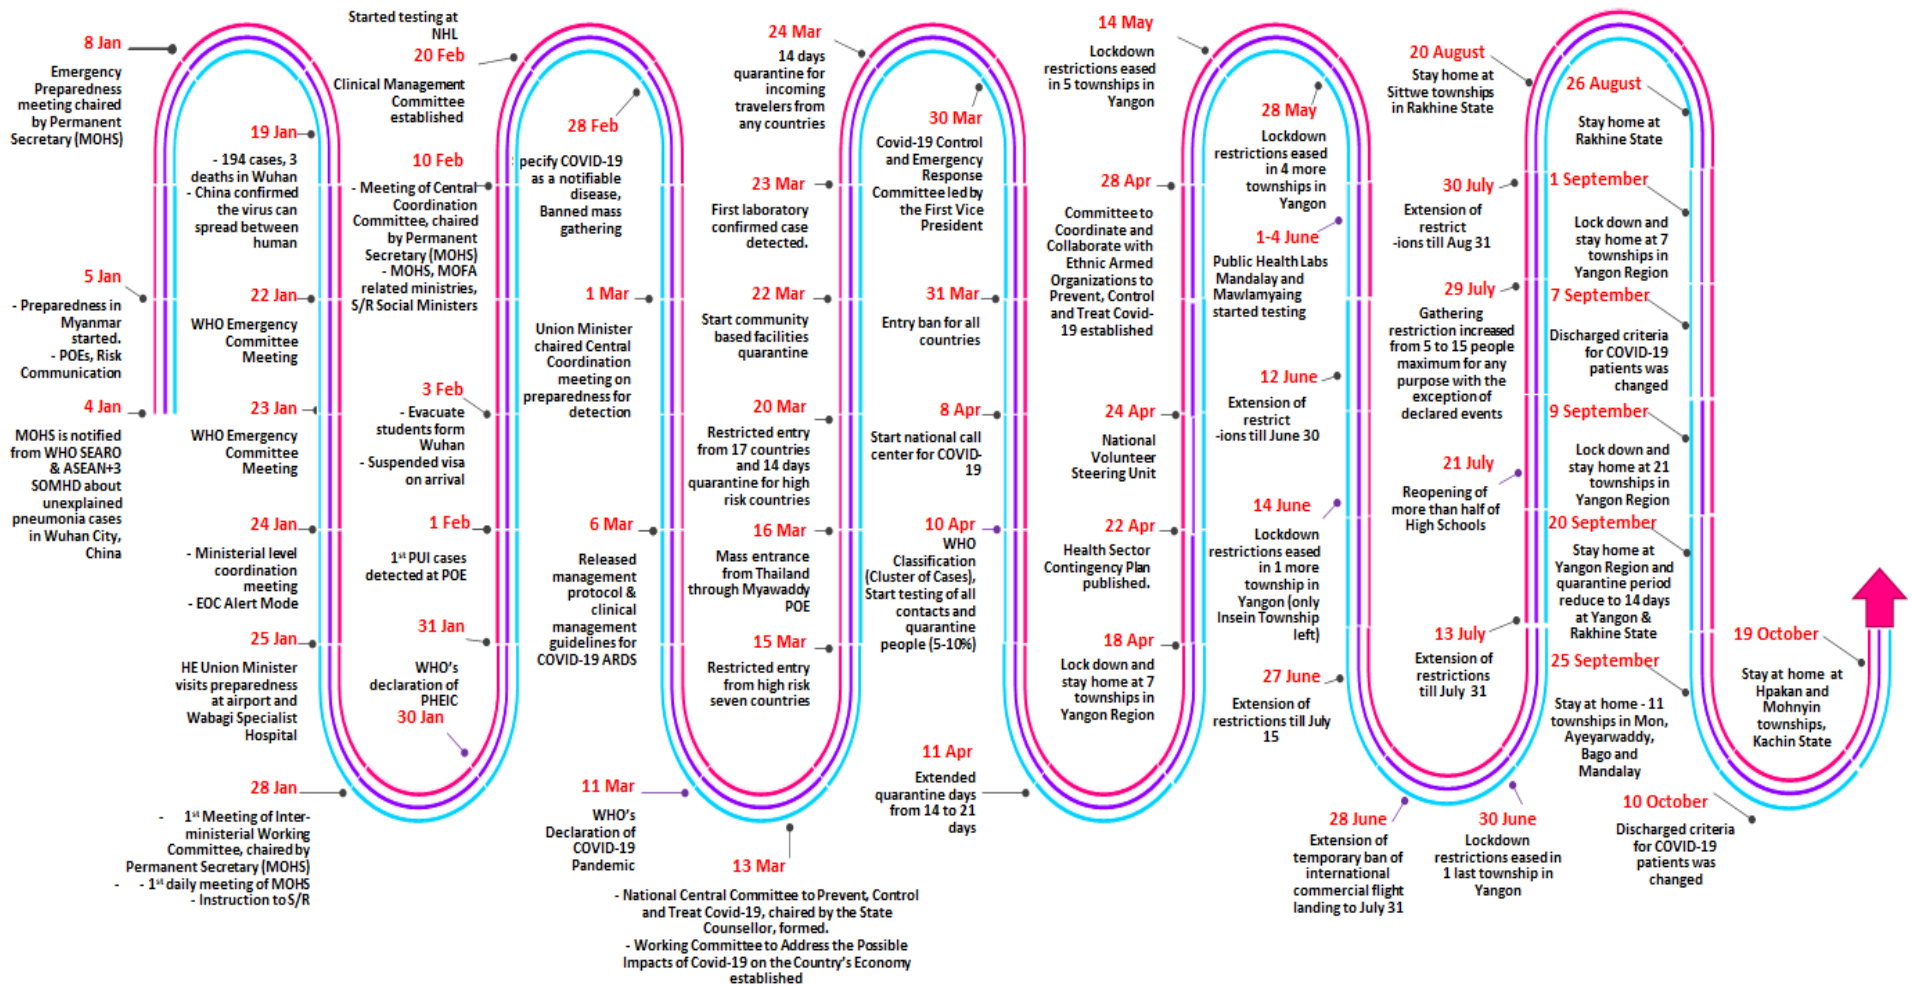 4 Jan
MOHS is notified
from WHO SEARO
& ASEAN+3
SOMHD about
unexplained
pneumonia cases
in Wuhan City,
China
5 Jan
- Preparedness in
Myanmar
started.
- POEs, Risk
Communication
8 Jan
Emergency
Preparedness
meeting chaired
by Permanent
Secretary (MOHS)
19 Jan
- 194 cases, 3
deaths in Wuhan
- China confirmed
the virus can
spread between
human
22 Jan
WHO Emergency
Committee
Meeting
23 Jan
WHO Emergency
Committee
Meeting
24 Jan
- Ministerial level
coordination
meeting
- EOC Alert Mode
25 Jan
HE Union Minister
visits preparedness
at airport and
Wabagi Specialist
Hospital
28 Jan
- 1st Meeting of Inter-
ministerial Working
Committee, chaired by
Permanent Secretary (MOHS)
- - 1st daily meeting of MOHS
- Instruction to S/R
30 Jan
WHO's
declaration of
PHEIC
31 Jan
1st PUI cases
detected at POE
1 Feb
- Evacuate
students form
Wuhan
- Suspended visa
on arrival
3 Feb
- Meeting of Central
Coordination
Committee, chaired
by Permanent
Secretary (MOHS)
- MOHS, MOFA
related ministries,
S/R Social Ministers
10 Feb
Clinical Management
Committee
established
20 Feb
Started testing at
NHL
28 Feb
pecify COVID-19
as a notifiable
disease,
Banned mass
gathering
1 Mar
Union Minister
chaired Central
Coordination
meeting on
preparedness for
detection
6 Mar
Released
management
protocol &
clinical
management
guidelines for
COVID-19 ARDS
11 Mar
WHO's
Declaration of
COVID-19
Pandemic
13 Mar
- National Central Committee to Prevent, Control
and Treat Covid-19, chaired by the State
Counsellor, formed.
- Working Committee to Address the Possible
Impacts of Covid-19 on the Country's Economy
established
15 Mar
Restricted entry
from high risk
seven countries
16 Mar
Mass entrance
from Thailand
through Myawaddy
POE
20 Mar
Restricted entry
from 17 countries
and 14 days
quarantine for high
risk countries
22 Mar
Start community
based facilities
quarantine
23 Mar
First laboratory
confirmed case
detected.
24 Mar
14 days
quarantine for
incoming
travelers from
any countries
30 Mar
Covid-19 Control
and Emergency
Response
Committee led by
the First Vice
President
31 Mar
Entry ban for all
countries
8 Apr
Start national call
center for COVID-
19
10 Apr
WHO
Classification
(Cluster of Cases),
Start testing of all
contacts and
quarantine
people (5-10%)
11 Apr
Extended
quarantine days
from 14 to 21
days
18 Apr
Lock down and
stay home at 7
townships in
Yangon Region
22 Apr
Health Sector
Contingency Plan
published.
24 Apr
National
Volunteer
Steering Unit
28 Apr
Committee to
Coordinate and
Collaborate with
Ethnic Armed
Organizations to
Prevent, Control
and Treat Covid-
19 established
14 May
Lockdown
restrictions eased
in 5 townships in
Yangon
28 May
Lockdown
restrictions eased
in 4 more
townships in
Yangon
1-4 June
Public Health Labs
Mandalay and
Mawlamyaing
started testing
12 June
Extension of
restrict
-ions till June 30
14 June
Lockdown
restrictions eased
in 1 more
township in
Yangon (only
Insein Township
left)
27 June
Extension of
restrictions till July
15
28 June
Extension of
temporary ban of
international
commercial flight
landing to July 31
30 June
Lockdown
restrictions eased in
1 last township in
Yangon
13 July
Extension of
restrictions
till July 31
21 July
Reopening of
more than half of
High Schools
29 July
Gathering
restriction increased
from 5 to 15 people
maximum for any
purpose with the
exception of
declared events
30 July
Extension of
restrict
-ions till Aug 31
20 August
Stay home at
Sittwe townships
in Rakhine State
26 August
Stay home at
Rakhine State
1 September
Lock down and
stay home at 7
townships in
Yangon Region
7 September
Discharged criteria
for COVID-19
patients was
changed
9 September
Lock down and
stay home at 21
townships in
Yangon Region
20 September
Stay home at
Yangon Region and
quarantine period
reduce to 14 days
at Yangon &
Rakhine State
25 September
Stay at home - 11
townships in Mon,
Ayeyarwaddy,
Bago and
Mandalay
10 October
Discharged criteria
for COVID-19
patients was
changed
19 October
Stay at home at
Hpakan and
Mohnyin
townships,
Kachin State